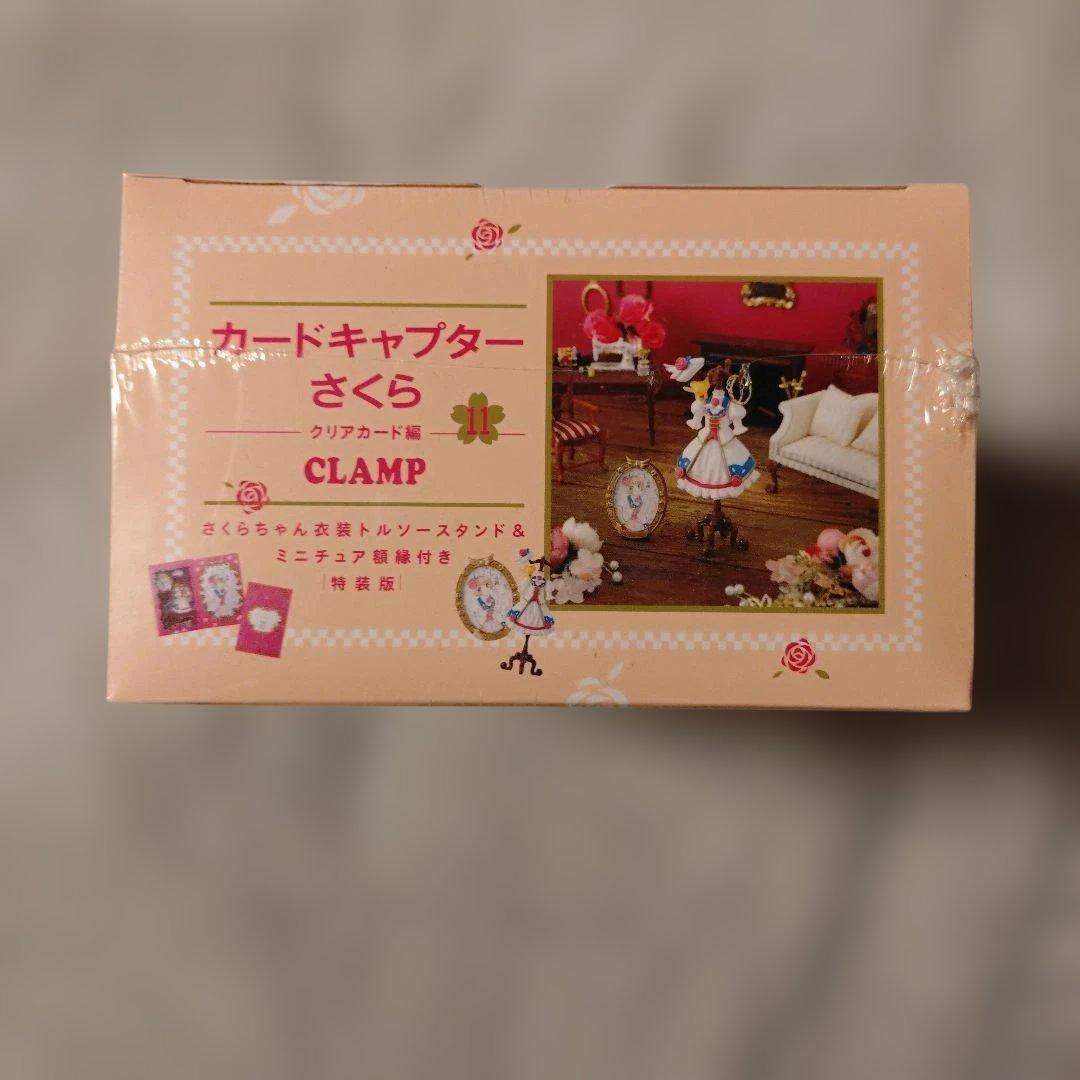 カードキャプター
さくら
クリアカード編
11
CLAMP
さくらちゃん衣装トルソースタンド&
ミニチュア額縁付き
|特装版|